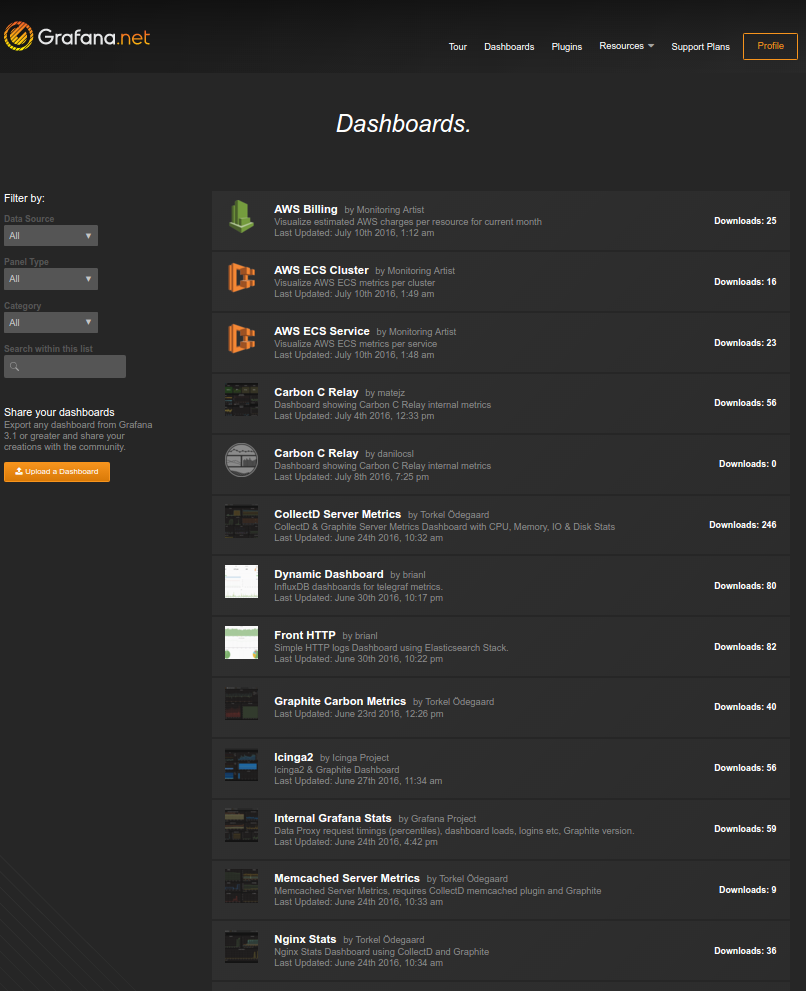 Grafana.net
Tour Dashboards Plugins Resources Support Plans Profile
Dashboards.
Filter by:
Data Source
All
Panel Type
All
Category
All
Search within this list
Share your dashboards
Export any dashboard from Grafana
3.1 or greater and share your
creations with the community.
Upload a Dashboard
AWS Billing by Monitoring Artist
Visualize estimated AWS charges per resource for current month
Last Updated: July 10th 2016, 1:12 am
Downloads: 25
AWS ECS Cluster by Monitoring Artist
Visualize AWS ECS metrics per cluster
Last Updated: July 10th 2016, 1:49 am
Downloads: 16
AWS ECS Service by Monitoring Artist
Visualize AWS ECS metrics per service
Last Updated: July 10th 2016, 1:48 am
Downloads: 23
Carbon C Relay by matejz
Dashboard showing Carbon C Relay internal metrics
Last Updated: July 4th 2016, 12:33 pm
Downloads: 56
Carbon C Relay by danilocsl
Dashboard showing Carbon C Relay internal metrics
Last Updated: July 8th 2016, 7:25 pm
Downloads: 0
CollectD Server Metrics by Torkel Ödegaard
CollectD & Graphite Server Metrics Dashboard with CPU, Memory, IO & Disk Stats
Last Updated: June 24th 2016, 10:32 am
Downloads: 246
Dynamic Dashboard by brianl
InfluxDB dashboards for telegraf metrics.
Last Updated: June 30th 2016, 10:17 pm
Downloads: 80
Front HTTP by brianl
Simple HTTP logs Dashboard using Elasticsearch Stack.
Last Updated: June 30th 2016, 10:22 pm
Downloads: 82
Graphite Carbon Metrics by Torkel Ödegaard
Last Updated: June 23rd 2016, 12:26 pm
Downloads: 40
Icinga2 by Icinga Project
Icinga2 & Graphite Dashboard
Last Updated: June 27th 2016, 11:34 am
Downloads: 56
Internal Grafana Stats by Grafana Project
Data Proxy request timings (percentiles), dashboard loads, logins etc, Graphite version.
Last Updated: June 24th 2016, 4:42 pm
Downloads: 59
Memcached Server Metrics by Torkel Ödegaard
Memcached Server Metrics, requires CollectD memcached plugin and Graphite
Last Updated: June 24th 2016, 10:33 am
Downloads: 9
Nginx Stats by Torkel Ödegaard
Nginx Stats Dashboard using CollectD and Graphite
Last Updated: June 24th 2016, 10:34 am
Downloads: 36